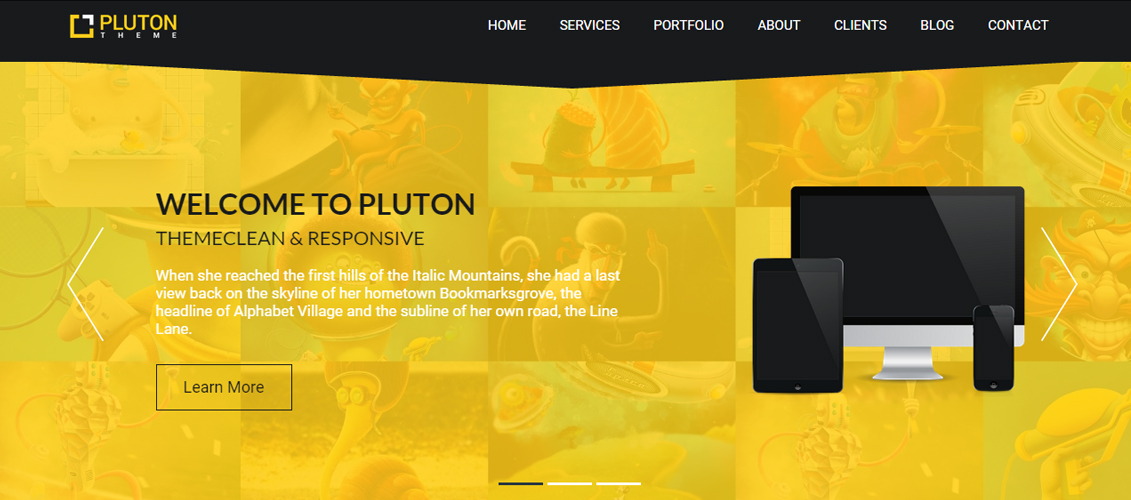 PLUTON
THEME
HOME SERVICES PORTFOLIO ABOUT CLIENTS BLOG CONTACT
WELCOME TO PLUTON
THEMECLEAN & RESPONSIVE
When she reached the first hills of the Italic Mountains, she had a last
view back on the skyline of her hometown Bookmarksgrove, the
headline of Alphabet Village and the subline of her own road, the Line
Lane.
Learn More